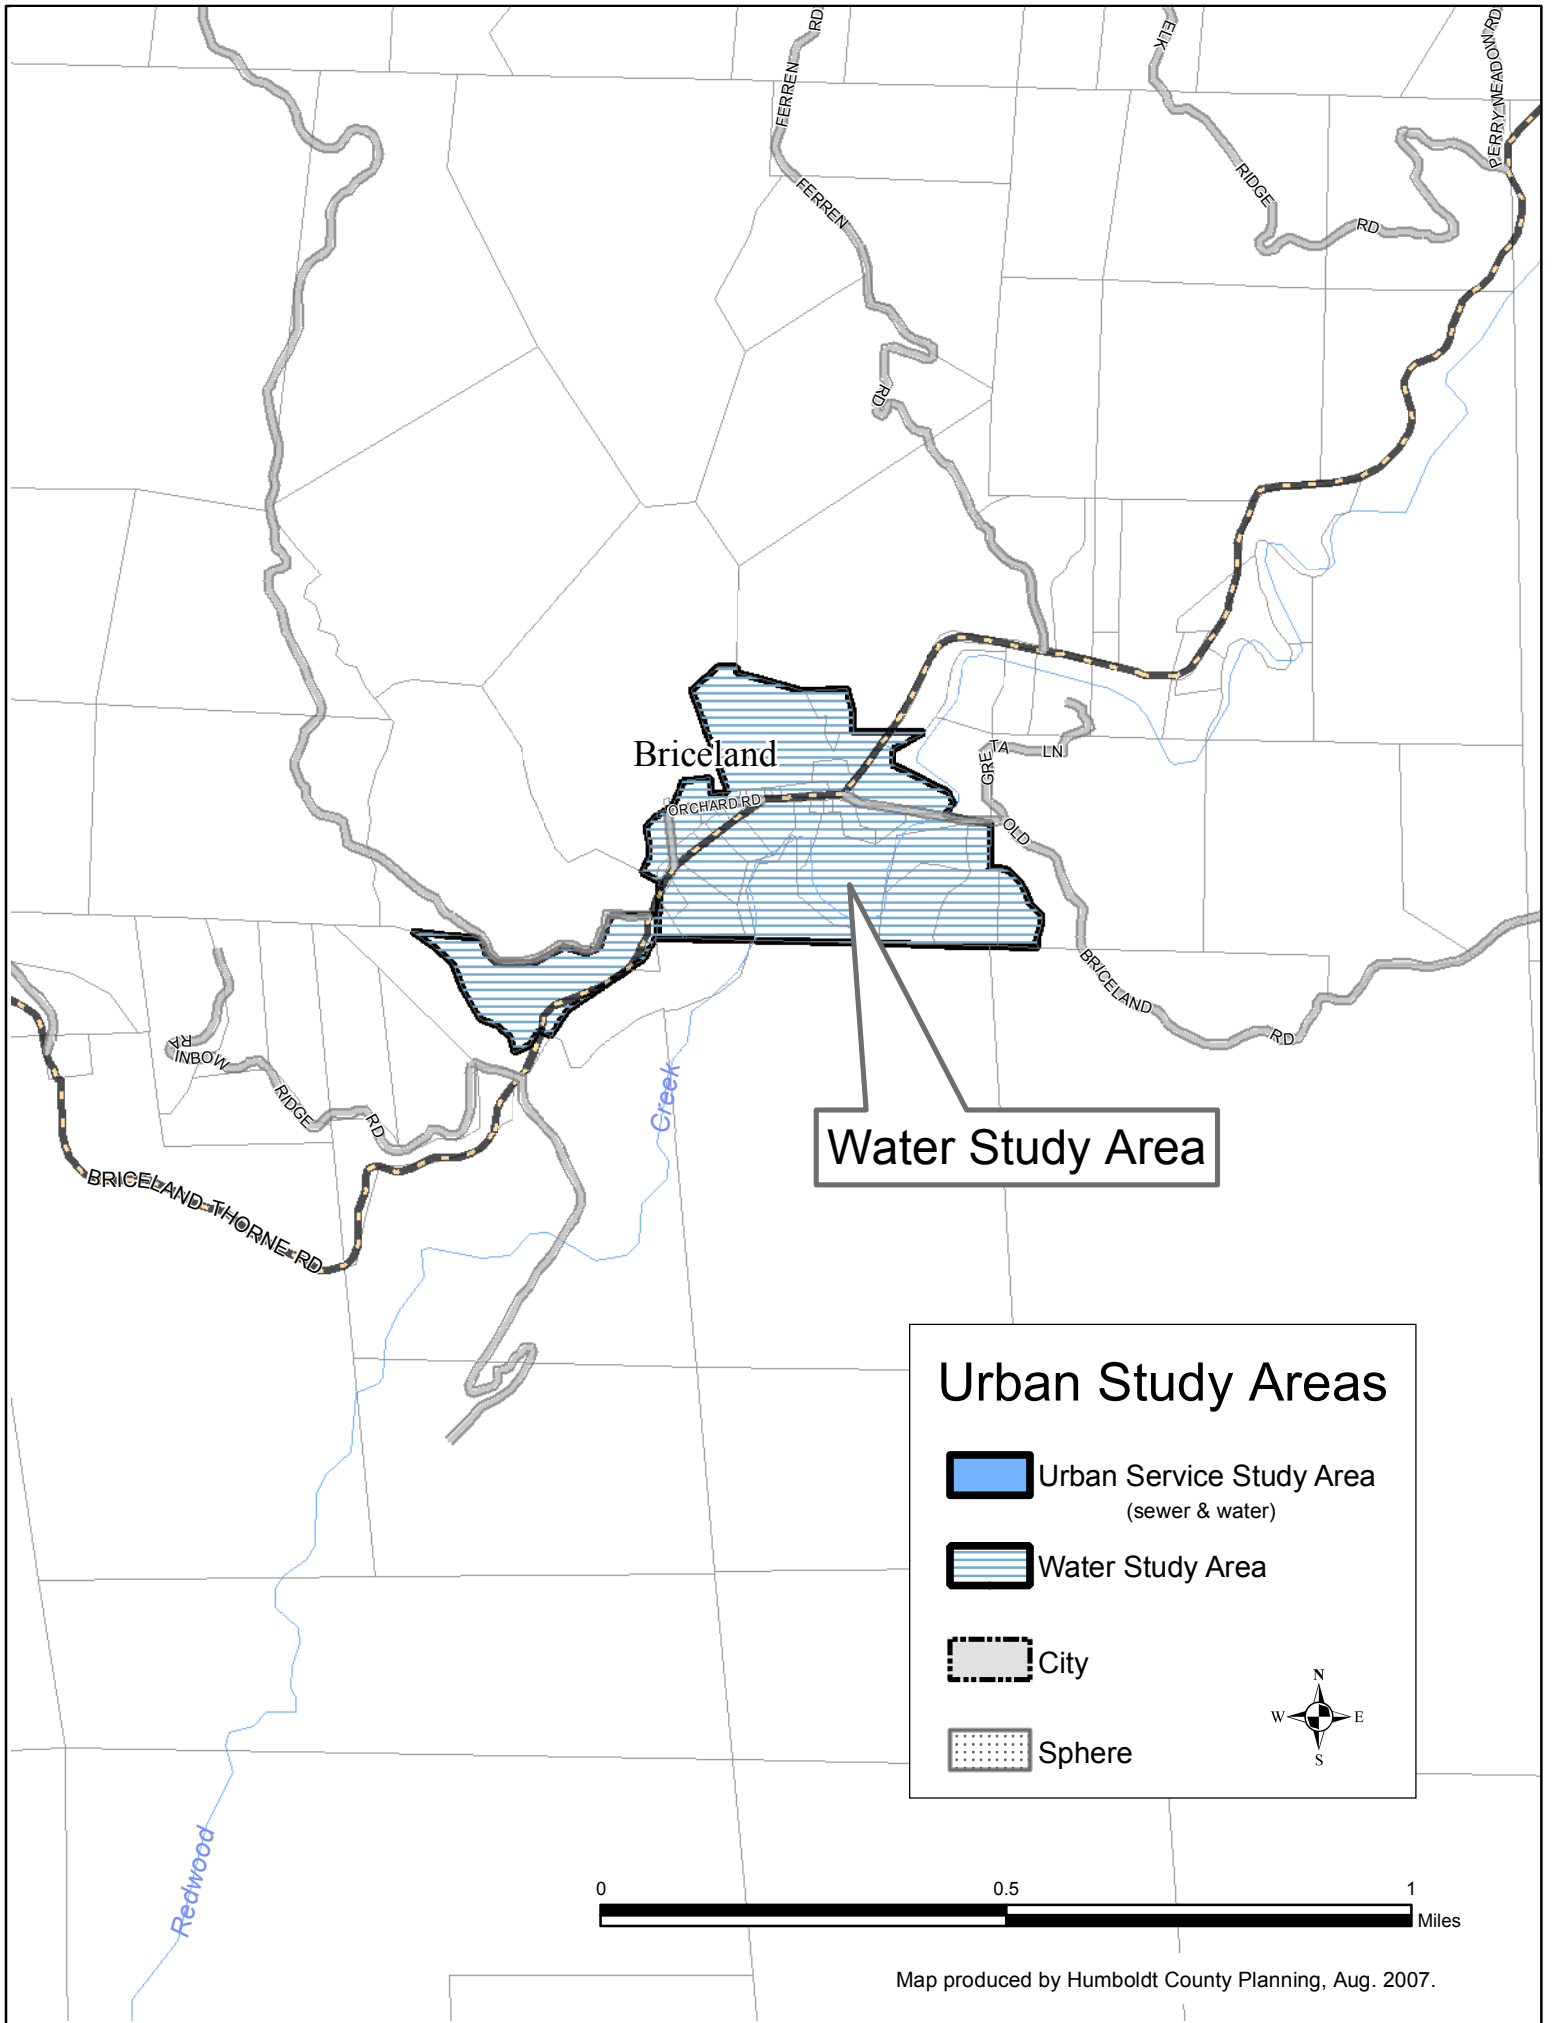 RD
FERREN
FERREN
RD
ELK
RIDGE
RD
PERRY MEADOW RD
Briceland
ORCHARD RD
GRETA LN
OLD
BRICELAND
RD
RAINBOW
RIDGE
RD
BRICELAND THORNE RD
Creek
Water Study Area
Redwood
Urban Study Areas
Urban Service Study Area
(sewer & water)
Water Study Area
City
Sphere
N
W E
S
0 0.5 1
Miles
Map produced by Humboldt County Planning, Aug. 2007.